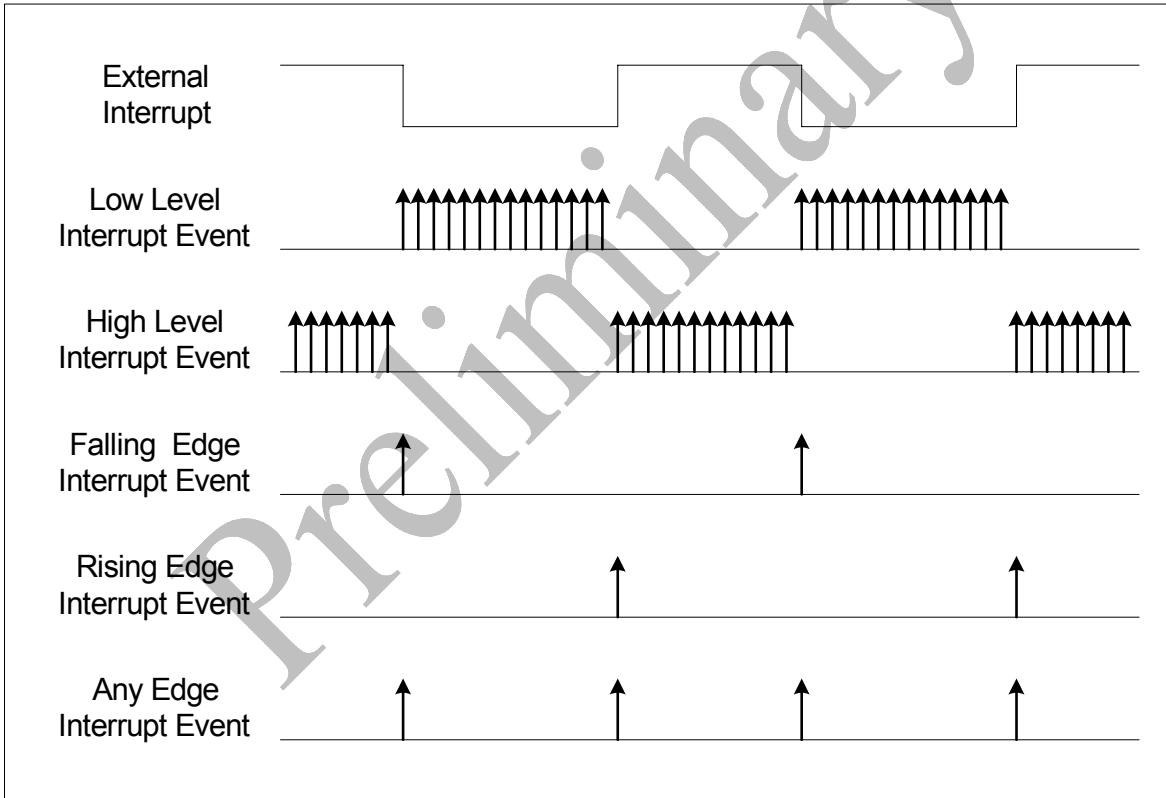 External
Interrupt
Low Level
Interrupt Event
High Level
Interrupt Event
Falling Edge
Interrupt Event
Rising Edge
Interrupt Event
Any Edge
Interrupt Event
Preliminary